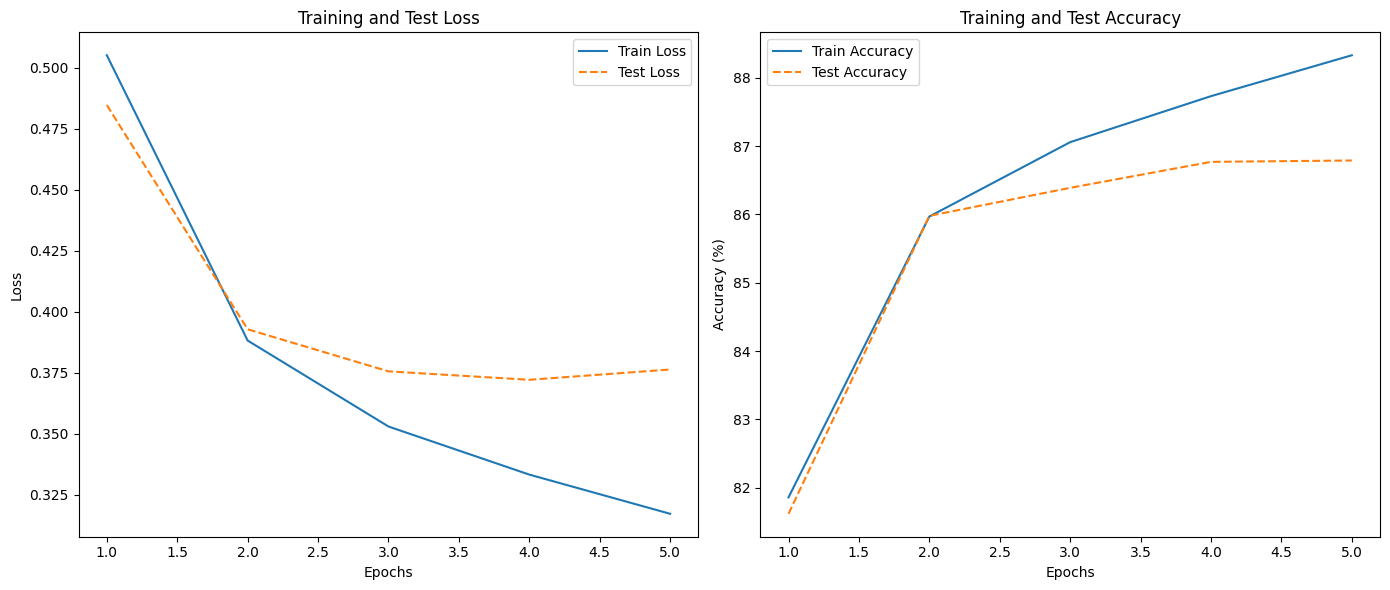 Training and Test Loss
Train Loss
Test Loss
0.500
0.475
0.450
0.425
0.400
0.375
0.350
0.325
Loss
1.0 1.5 2.0 2.5 3.0 3.5 4.0 4.5 5.0
Epochs
Training and Test Accuracy
Train Accuracy
Test Accuracy
88
87
86
85
84
83
82
Accuracy (%)
1.0 1.5 2.0 2.5 3.0 3.5 4.0 4.5 5.0
Epochs